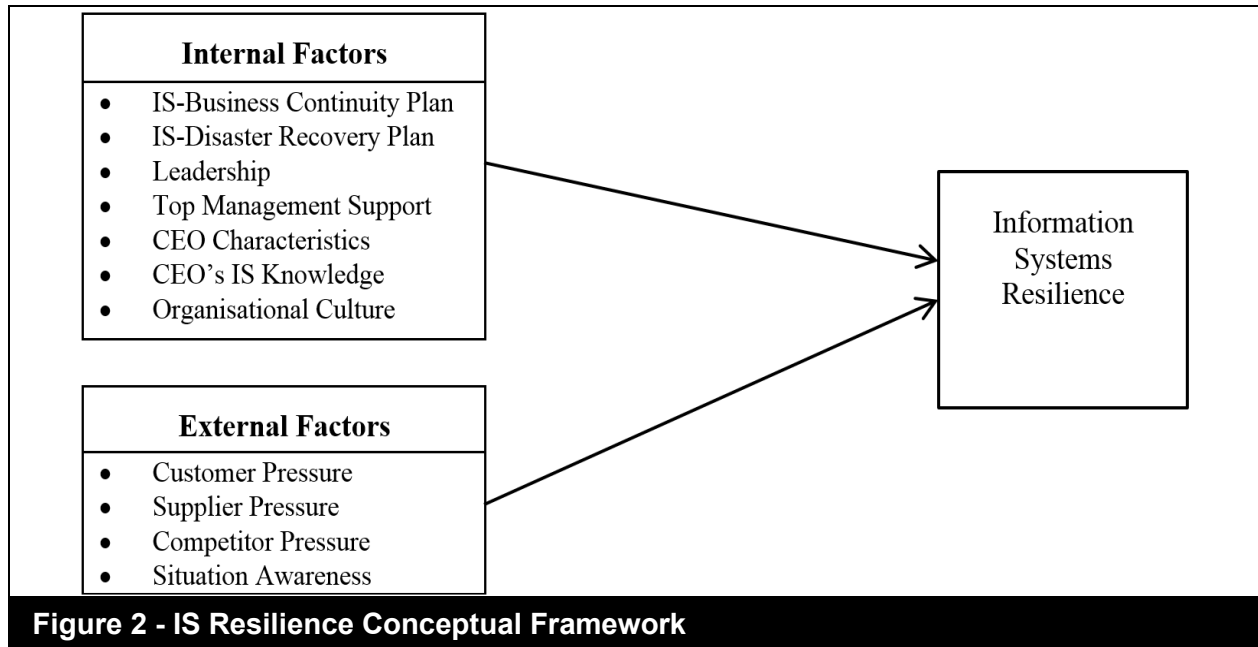 Internal Factors
• IS-Business Continuity Plan
• IS-Disaster Recovery Plan
• Leadership
• Top Management Support
• CEO Characteristics
• CEO’s IS Knowledge
• Organisational Culture
External Factors
• Customer Pressure
• Supplier Pressure
• Competitor Pressure
• Situation Awareness
Information
Systems
Resilience
Figure 2 - IS Resilience Conceptual Framework